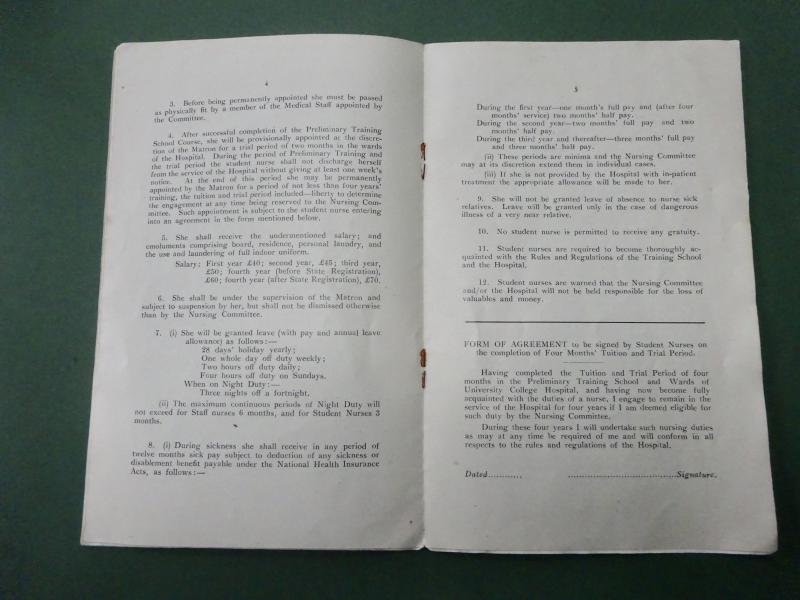 4
3. Before being permanently appointed she must be passed
as physically fit by a member of the Medical Staff appointed by
the Committee.
4. After successful completion of the Preliminary Training
School Course, she will be provisionally appointed at the discre-
tion of the Matron for a trial period of two months in the wards
of the Hospital. During the period of Preliminary Training and
the trial period the student nurse shall not discharge herself
from the service of the Hospital without giving at least one week's
notice. At the end of this period she may be permanently
appointed by the Matron for a period of not less than four years'
training, the tuition and trial period included—liberty to determine
the engagement at any time being reserved to the Nursing Com-
mittee. Such appointment is subject to the student nurse entering
into an agreement in the form mentioned below.
5. She shall receive the undermentioned salary; and
emoluments comprising board, residence, personal laundry, and
the use and laundering of full indoor uniform.
Salary: First year £40; second year, £45; third year,
£50; fourth year (before State Registration),
£60; fourth year (after State Registration), £70.
6. She shall be under the supervision of the Matron and
subject to suspension by her, but shall not be dismissed otherwise
than by the Nursing Committee.
7. (i) She will be granted leave (with pay and annual leave
allowance) as follows:—
28 days' holiday yearly;
One whole day off duty weekly;
Two hours off duty daily;
Four hours off duty on Sundays.
When on Night Duty:—
Three nights off a fortnight.
(ii) The maximum continuous periods of Night Duty will
not exceed for Staff nurses 6 months, and for Student Nurses 3
months.
8. (i) During sickness she shall receive in any period of
twelve months sick pay subject to deduction of any sickness or
disablement benefit payable under the National Health Insurance
Acts, as follows:—
5
During the first year—one month's full pay and (after four
months' service) two months' half pay.
During the second year—two months' full pay and two
months' half pay.
During the third year and thereafter—three months' full pay
and three months' half pay.
(ii) These periods are minima and the Nursing Committee
may at its discretion extend them in individual cases.
(iii) If she is not provided by the Hospital with in-patient
treatment the appropriate allowance will be made to her.
9. She will not be granted leave of absence to nurse sick
relatives. Leave will be granted only in the case of dangerous
illness of a very near relative.
10. No student nurse is permitted to receive any gratuity.
11. Student nurses are required to become thoroughly ac-
quainted with the Rules and Regulations of the Training School
and the Hospital.
12. Student nurses are warned that the Nursing Committee
and/or the Hospital will not be held responsible for the loss of
valuables and money.
FORM OF AGREEMENT to be signed by Student Nurses on
the completion of Four Months' Tuition and Trial Period.
Having completed the Tuition and Trial Period of four
months in the Preliminary Training School and Wards of
University College Hospital, and having now become fully
acquainted with the duties of a nurse, I engage to remain in the
service of the Hospital for four years if I am deemed eligible for
such duty by the Nursing Committee.
During these four years I will undertake such nursing duties
as may at any time be required of me and will conform in all
respects to the rules and regulations of the Hospital.
Dated............ ........................................Signature.